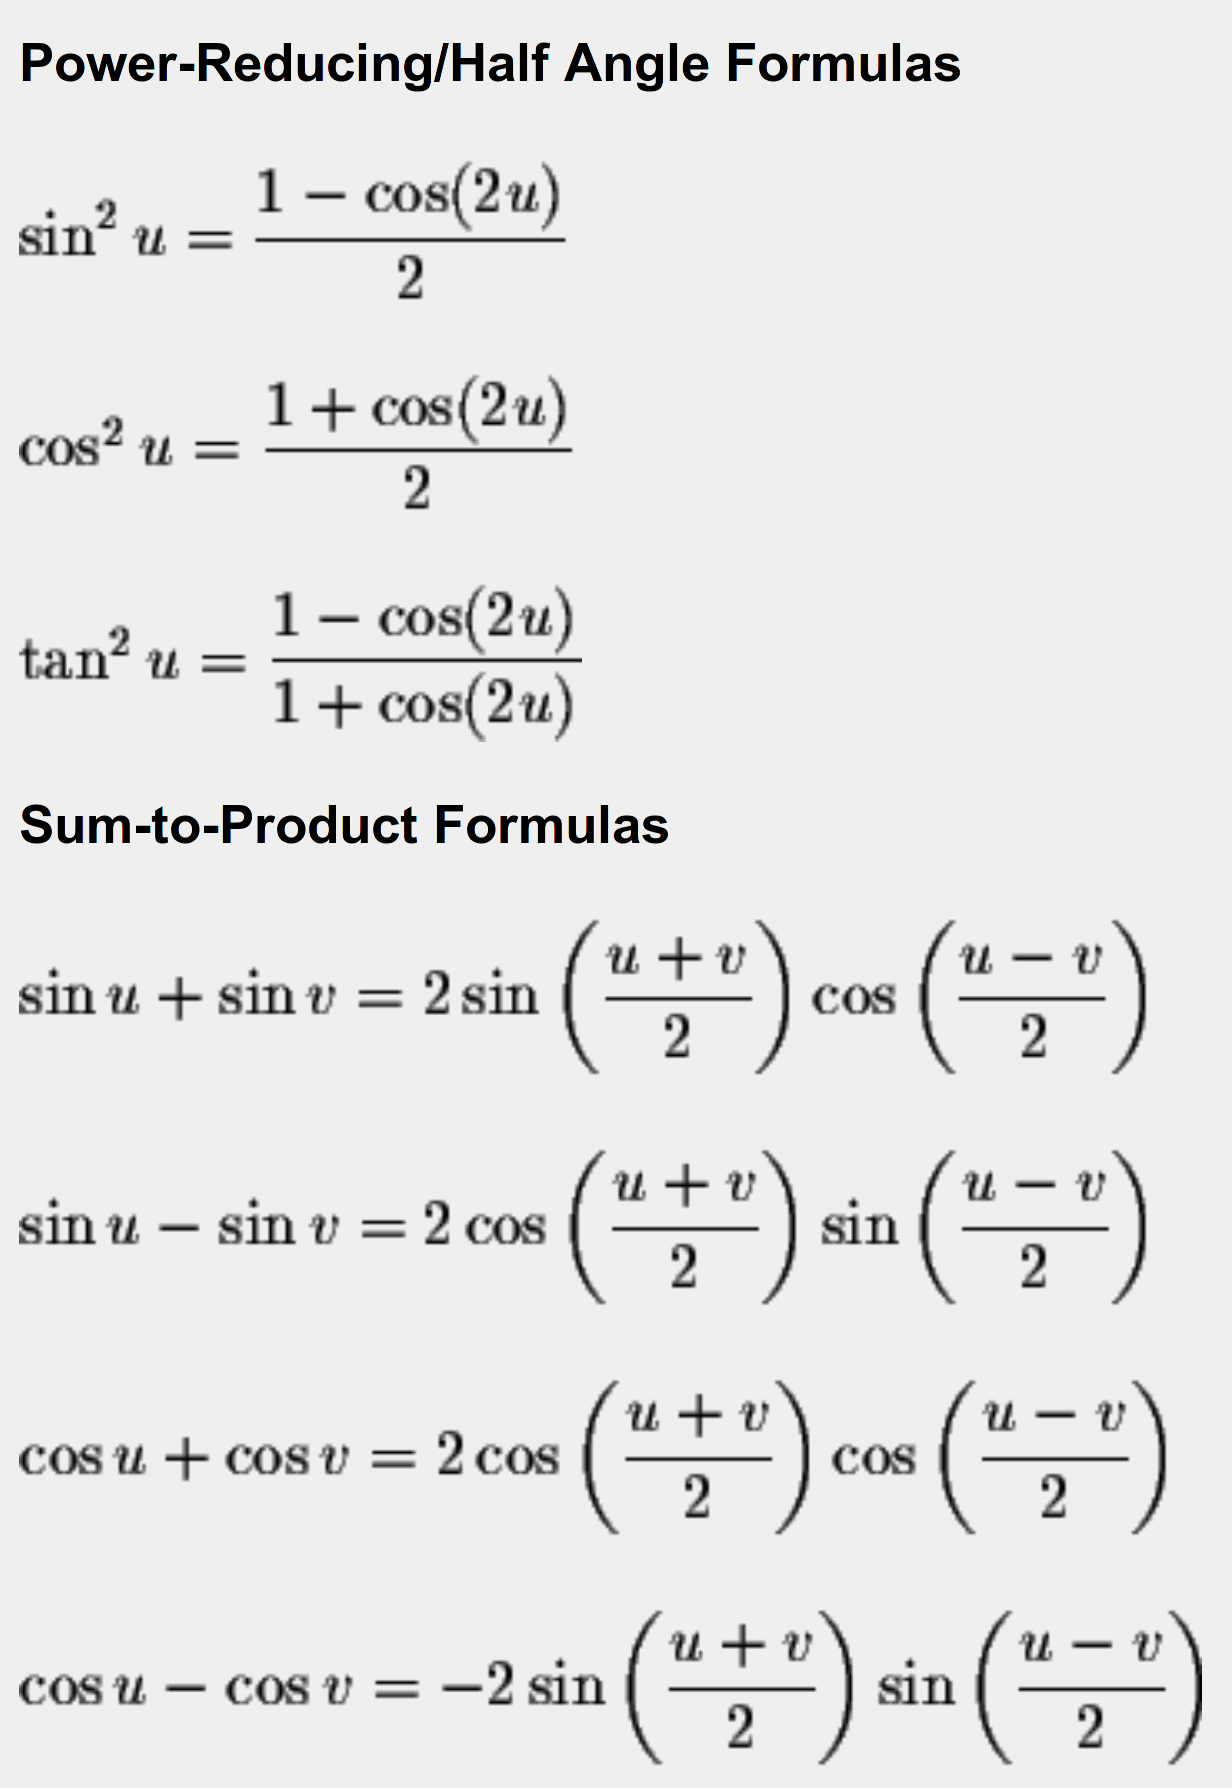 Power-Reducing/Half Angle Formulas
sin² u = (1 − cos(2u)) / 2
cos² u = (1 + cos(2u)) / 2
tan² u = (1 − cos(2u)) / (1 + cos(2u))
Sum-to-Product Formulas
sin u + sin v = 2 sin ((u + v) / 2) cos ((u − v) / 2)
sin u − sin v = 2 cos ((u + v) / 2) sin ((u − v) / 2)
cos u + cos v = 2 cos ((u + v) / 2) cos ((u − v) / 2)
cos u − cos v = −2 sin ((u + v) / 2) sin ((u − v) / 2)